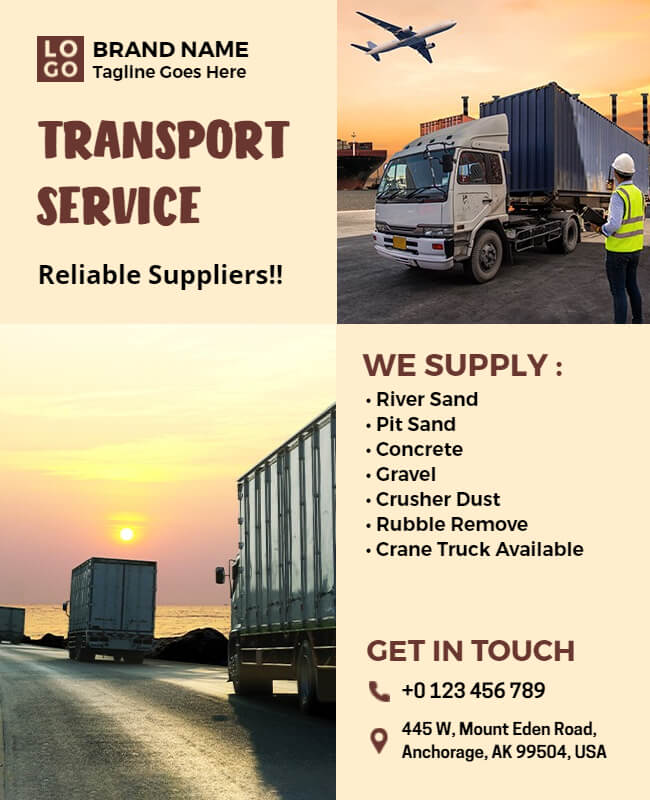 LO
GO
BRAND NAME
Tagline Goes Here
TRANSPORT
SERVICE
Reliable Suppliers!!
WE SUPPLY :
• River Sand
• Pit Sand
• Concrete
• Gravel
• Crusher Dust
• Rubble Remove
• Crane Truck Available
GET IN TOUCH
+0 123 456 789
445 W, Mount Eden Road,
Anchorage, AK 99504, USA